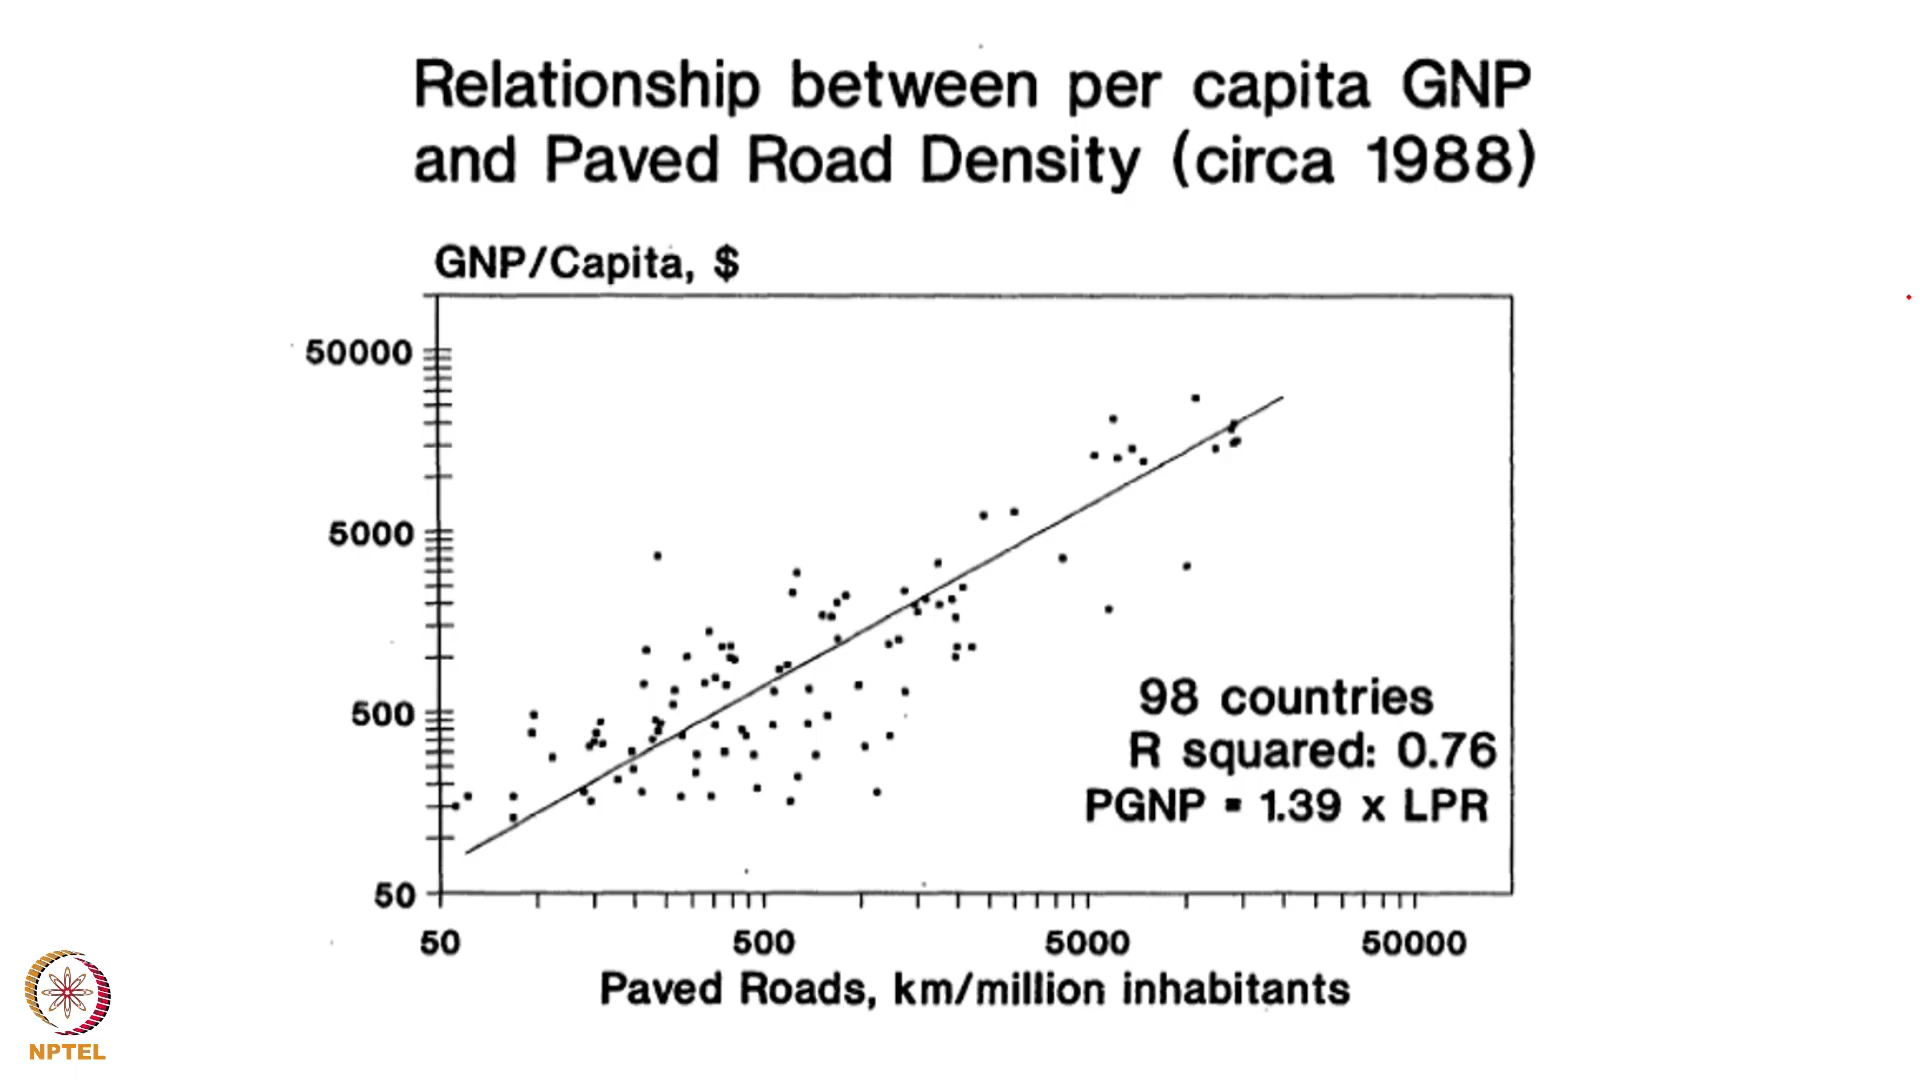 Relationship between per capita GNP
and Paved Road Density (circa 1988)
GNP/Capita, $
50000
5000
500
50
98 countries
R squared: 0.76
PGNP = 1.39 x LPR
50 500 5000 50000
Paved Roads, km/million inhabitants
NPTEL